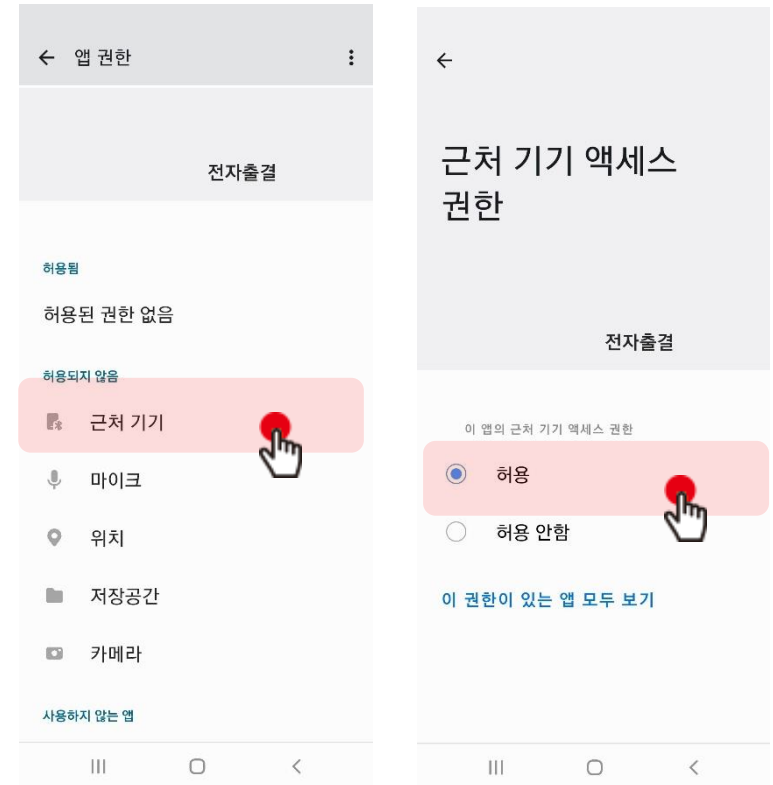 앱 권한
전자출결
허용됨
허용된 권한 없음
허용되지 않음
근처 기기
마이크
위치
저장공간
카메라
사용하지 않는 앱
근처 기기 액세스
권한
전자출결
이 앱의 근처 기기 액세스 권한
허용
허용 안함
이 권한이 있는 앱 모두 보기